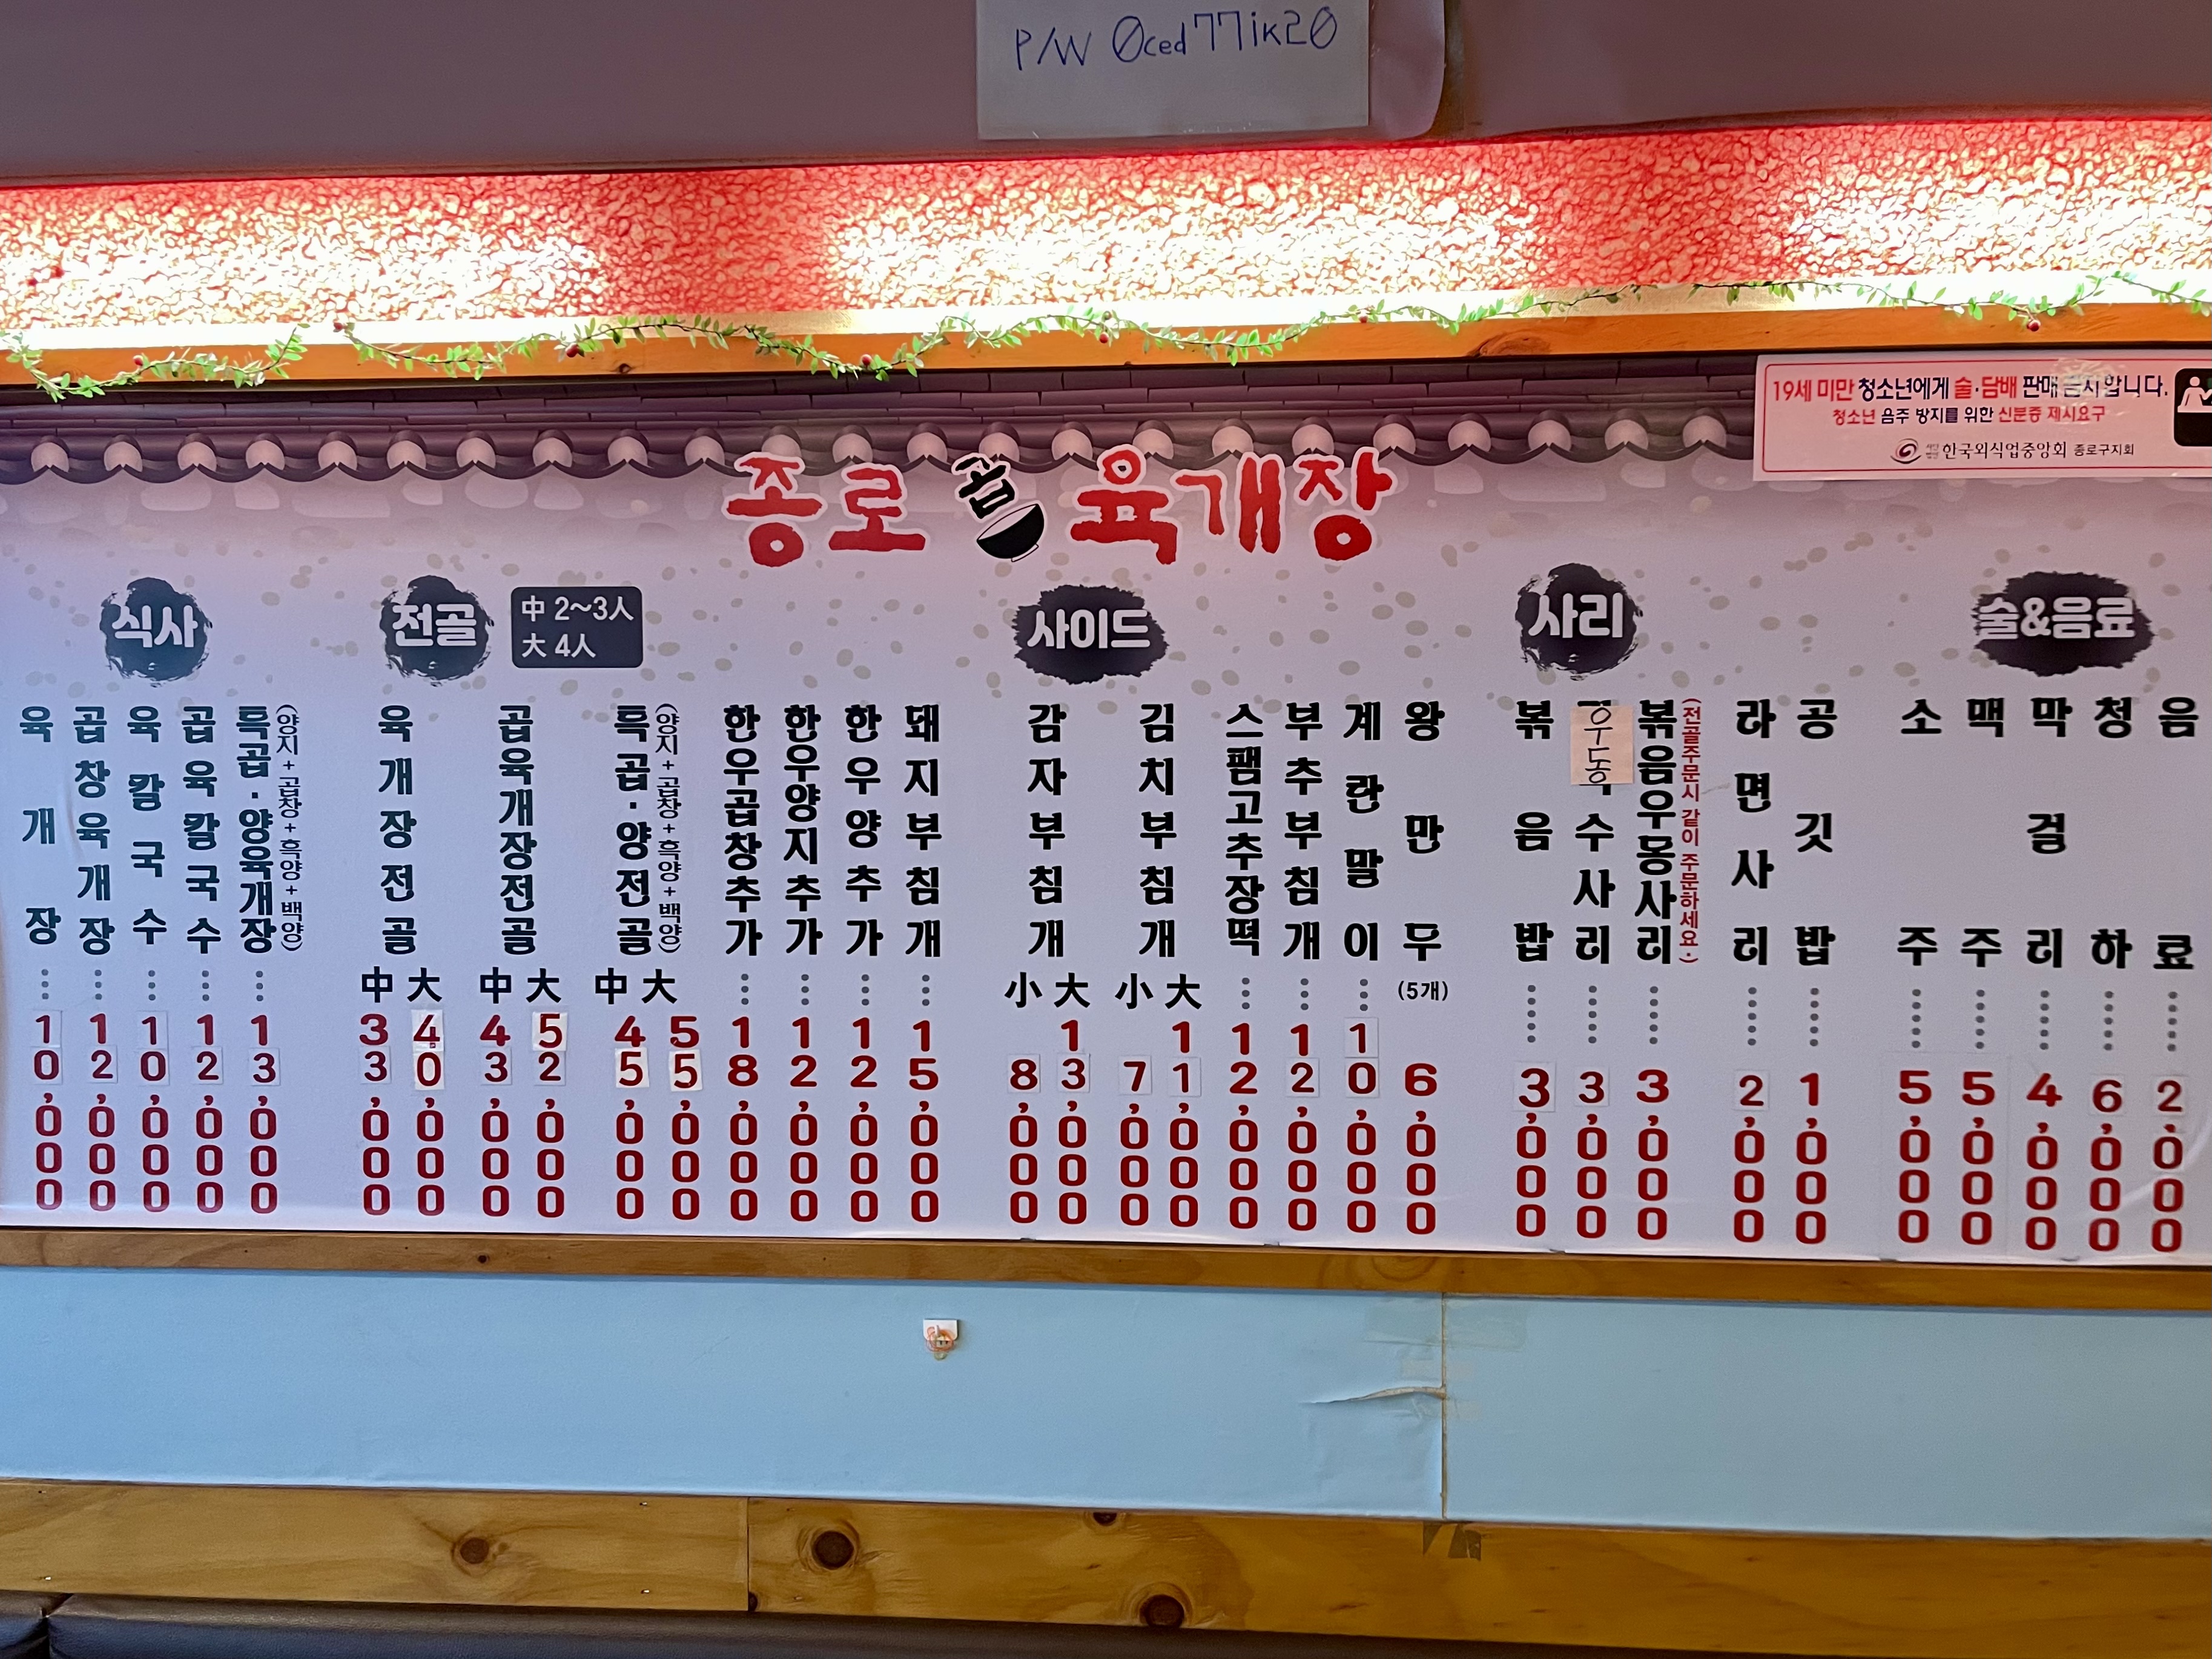 P/W 0ced77ik20
19세 미만 청소년에게 술·담배 판매금지합니다.
청소년 음주 방지를 위한 신분증 제시요구
한국외식업중앙회 종로구지회
종로 곱 육개장
식사
육개장 10,000
곱창육개장 12,000
육칼국수 10,000
곱육칼국수 12,000
특곱·양육개장 (양지+곱창+흑양+백양) 13,000
전골
中 2~3人
大 4人
육개장전골 中 33,000 大 40,000
곱육개장전골 中 43,000 大 52,000
특곱·양전골 (양지+곱창+흑양+백양) 中 45,000 大 55,000
한우곱창추가 18,000
한우양지추가 12,000
한우양추가 12,000
돼지부침개 15,000
사이드
감자부침개 小 8,000 大 13,000
김치부침개 小 7,000 大 11,000
스팸고추장떡 12,000
부추부침개 12,000
계란말이 10,000
왕만두 (5개) 6,000
사리
볶음밥 3,000
우동 수사리 3,000
볶음우동사리 (전골주문시 같이 주문하세요.) 3,000
라면사리 2,000
공깃밥 1,000
술&음료
소주 5,000
맥주 5,000
막걸리 4,000
청하 6,000
음료 2,000